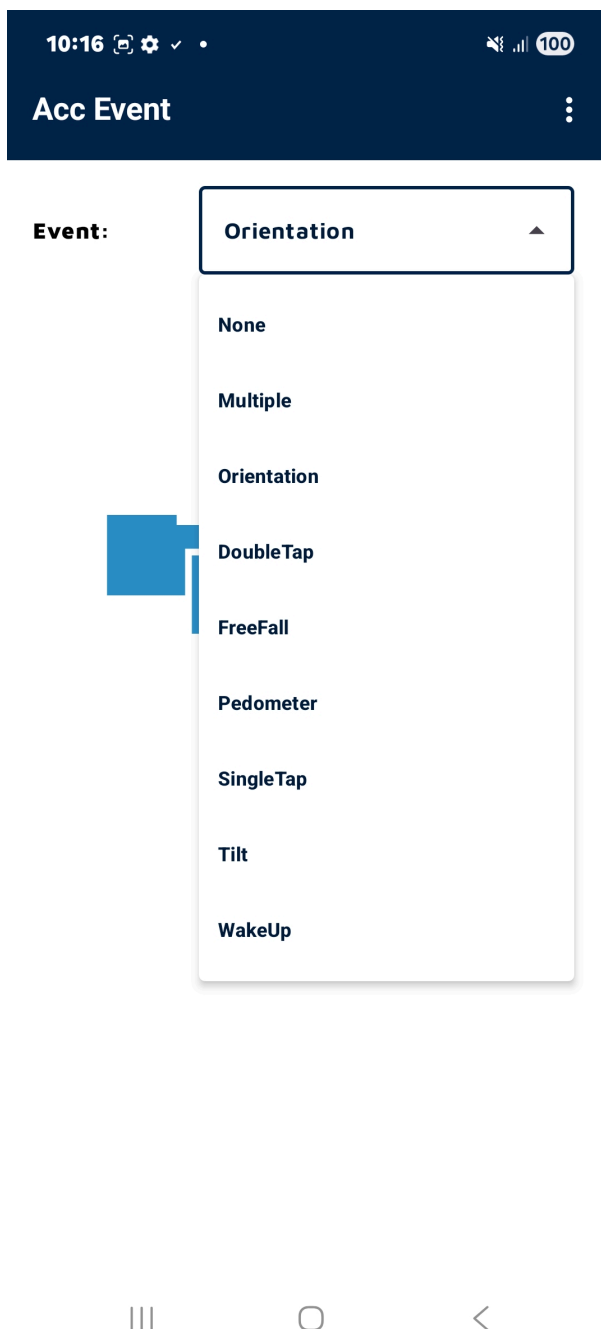 10:16
100
Acc Event
Event:
Orientation
None
Multiple
Orientation
DoubleTap
FreeFall
Pedometer
SingleTap
Tilt
WakeUp